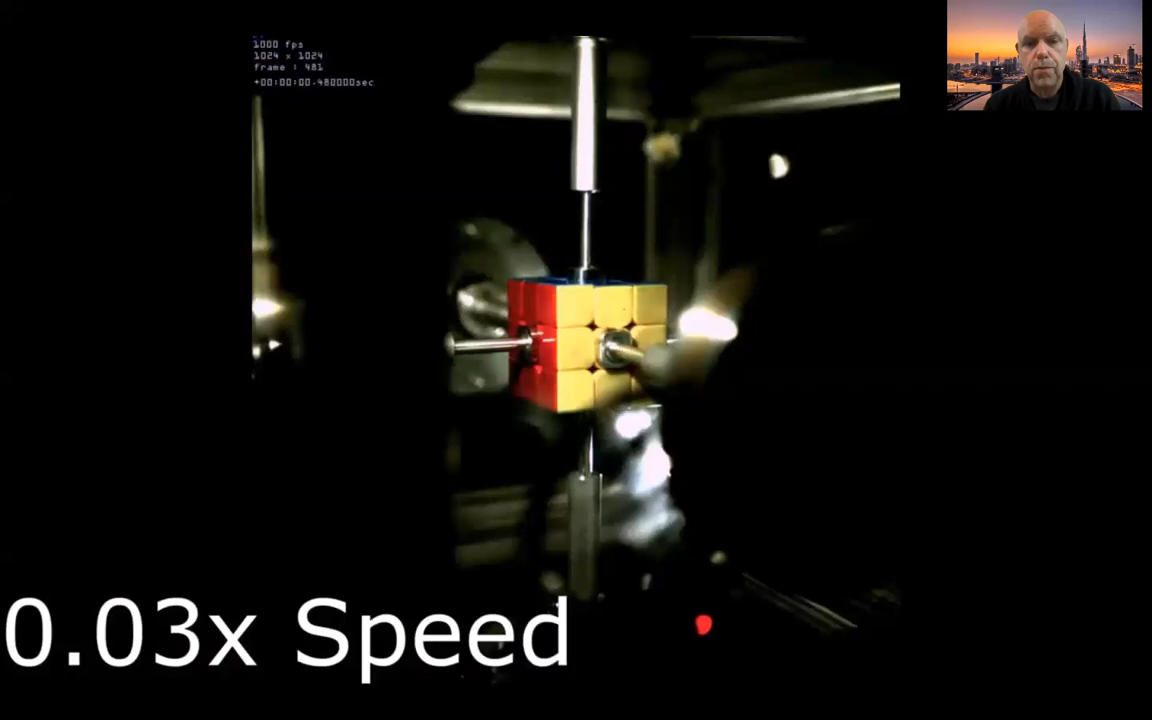 1000 fps
1024 x 1024
frame : 481
+00:00:00.480000sec
0.03x Speed